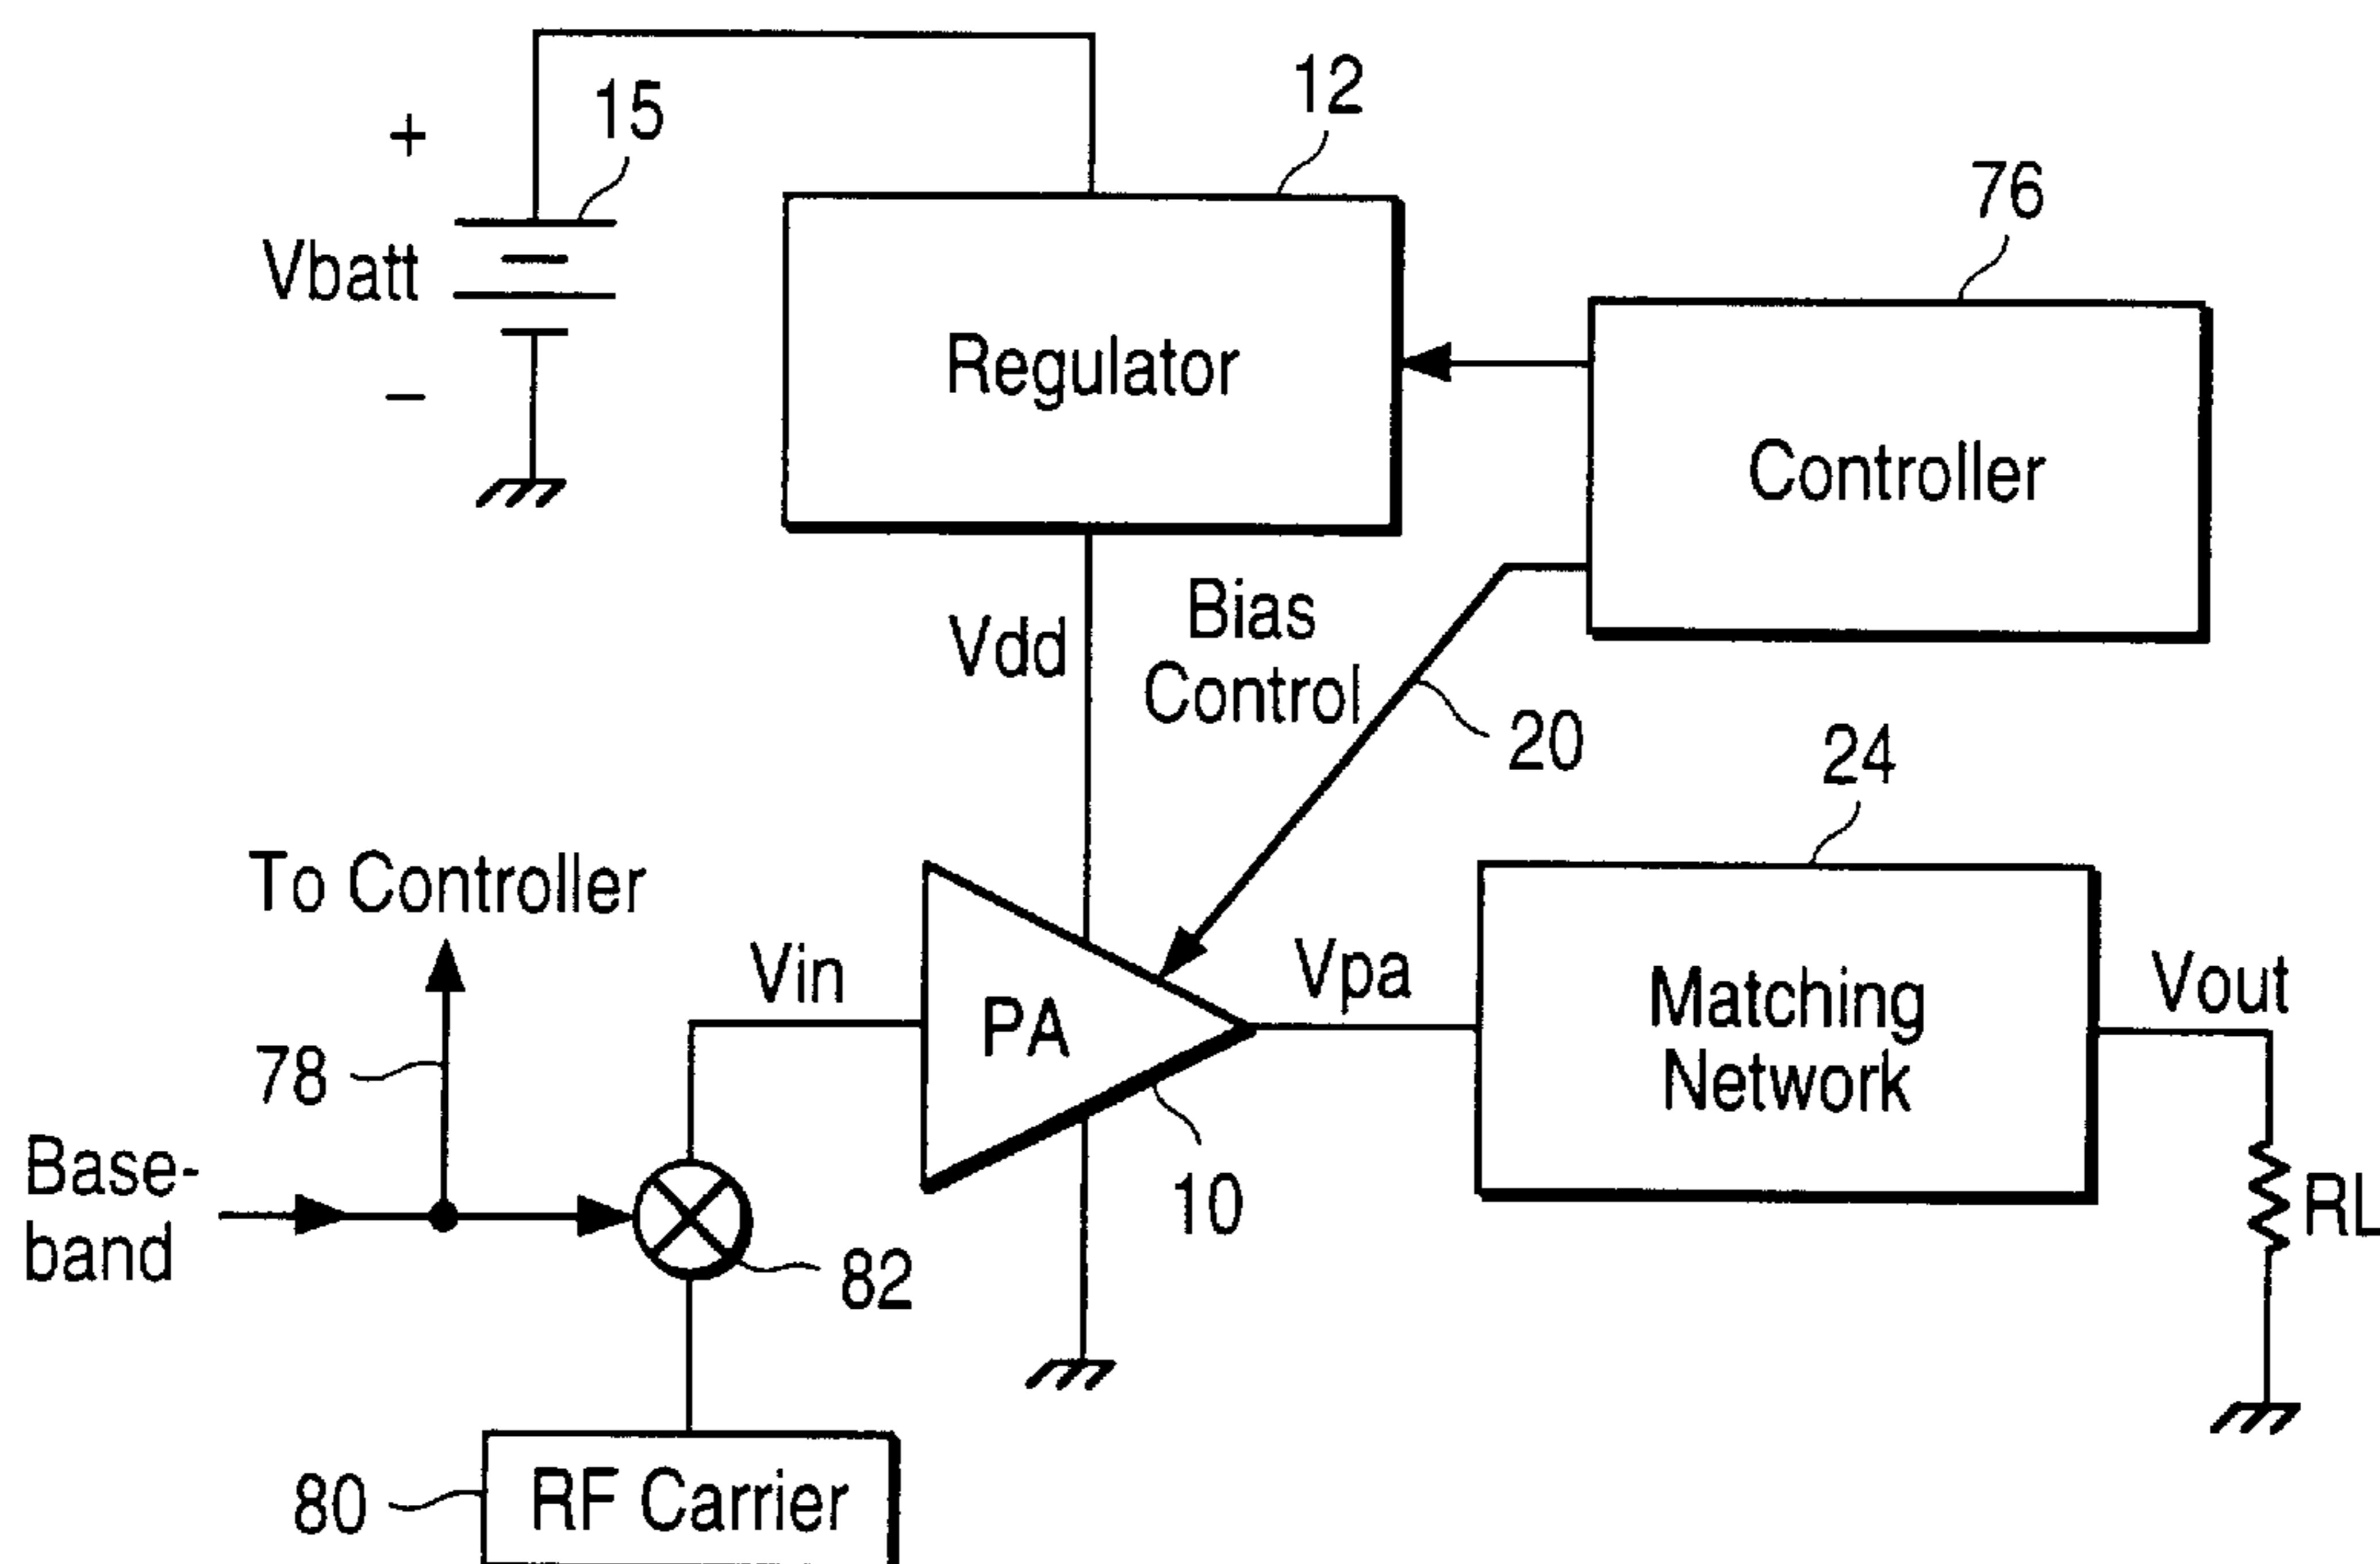 12
15
+
76
Vbatt
Regulator
–
Controller
Bias
Control
Vdd
20
24
To Controller
Vin
Vpa
Vout
PA
Matching
Network
78
Base-
band
10
RL
82
80
RF Carrier